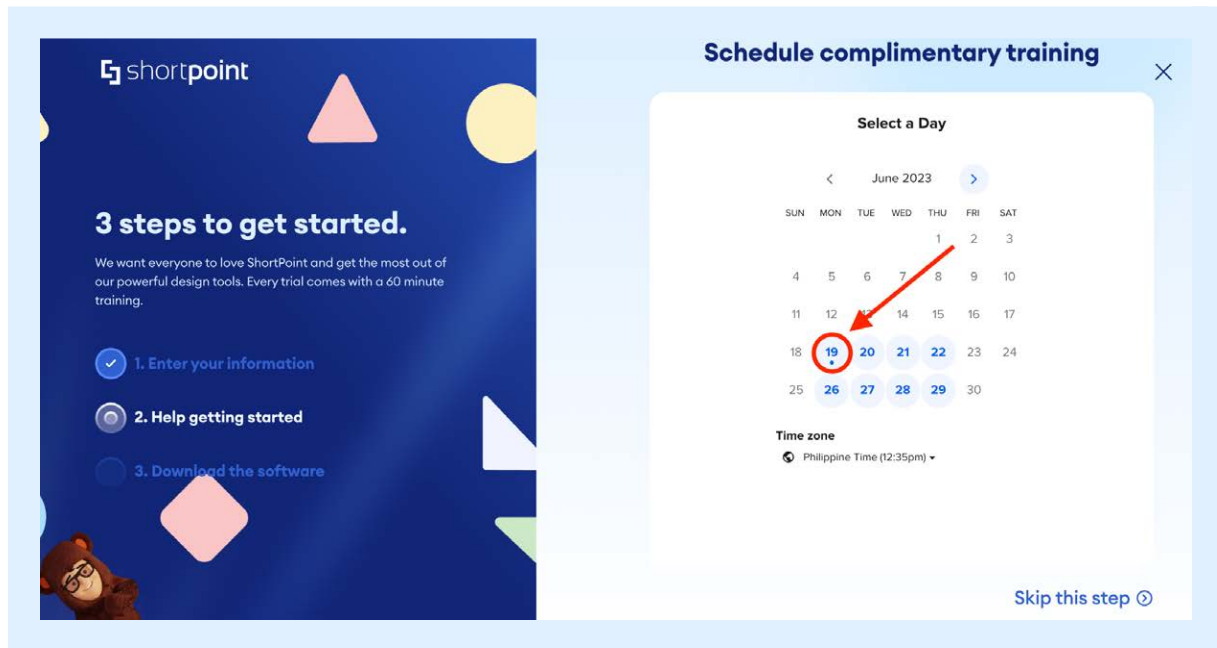 shortpoint
3 steps to get started.
We want everyone to love ShortPoint and get the most out of
our powerful design tools. Every trial comes with a 60 minute
training.
1. Enter your information
2. Help getting started
3. Download the software
Schedule complimentary training
Select a Day
June 2023
SUN MON TUE WED THU FRI SAT
1 2 3
4 5 6 7 8 9 10
11 12 13 14 15 16 17
18 19 20 21 22 23 24
25 26 27 28 29 30
Time zone
Philippine Time (12:35pm)
Skip this step